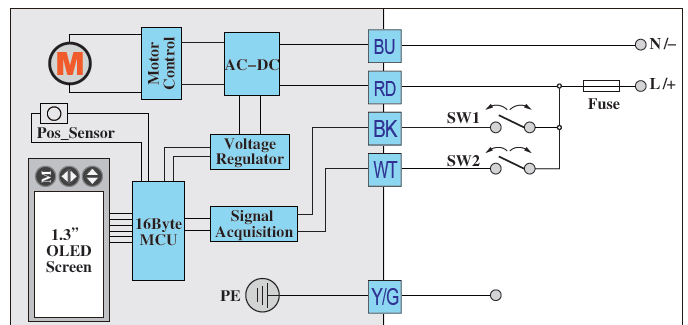 M
Motor
Control
AC-DC
BU
N/-
RD
L/+
Fuse
Pos_Sensor
Voltage
Regulator
BK
SW1
WT
SW2
M
1.3”
OLED
Screen
16Byte
MCU
Signal
Acquisition
PE
Y/G